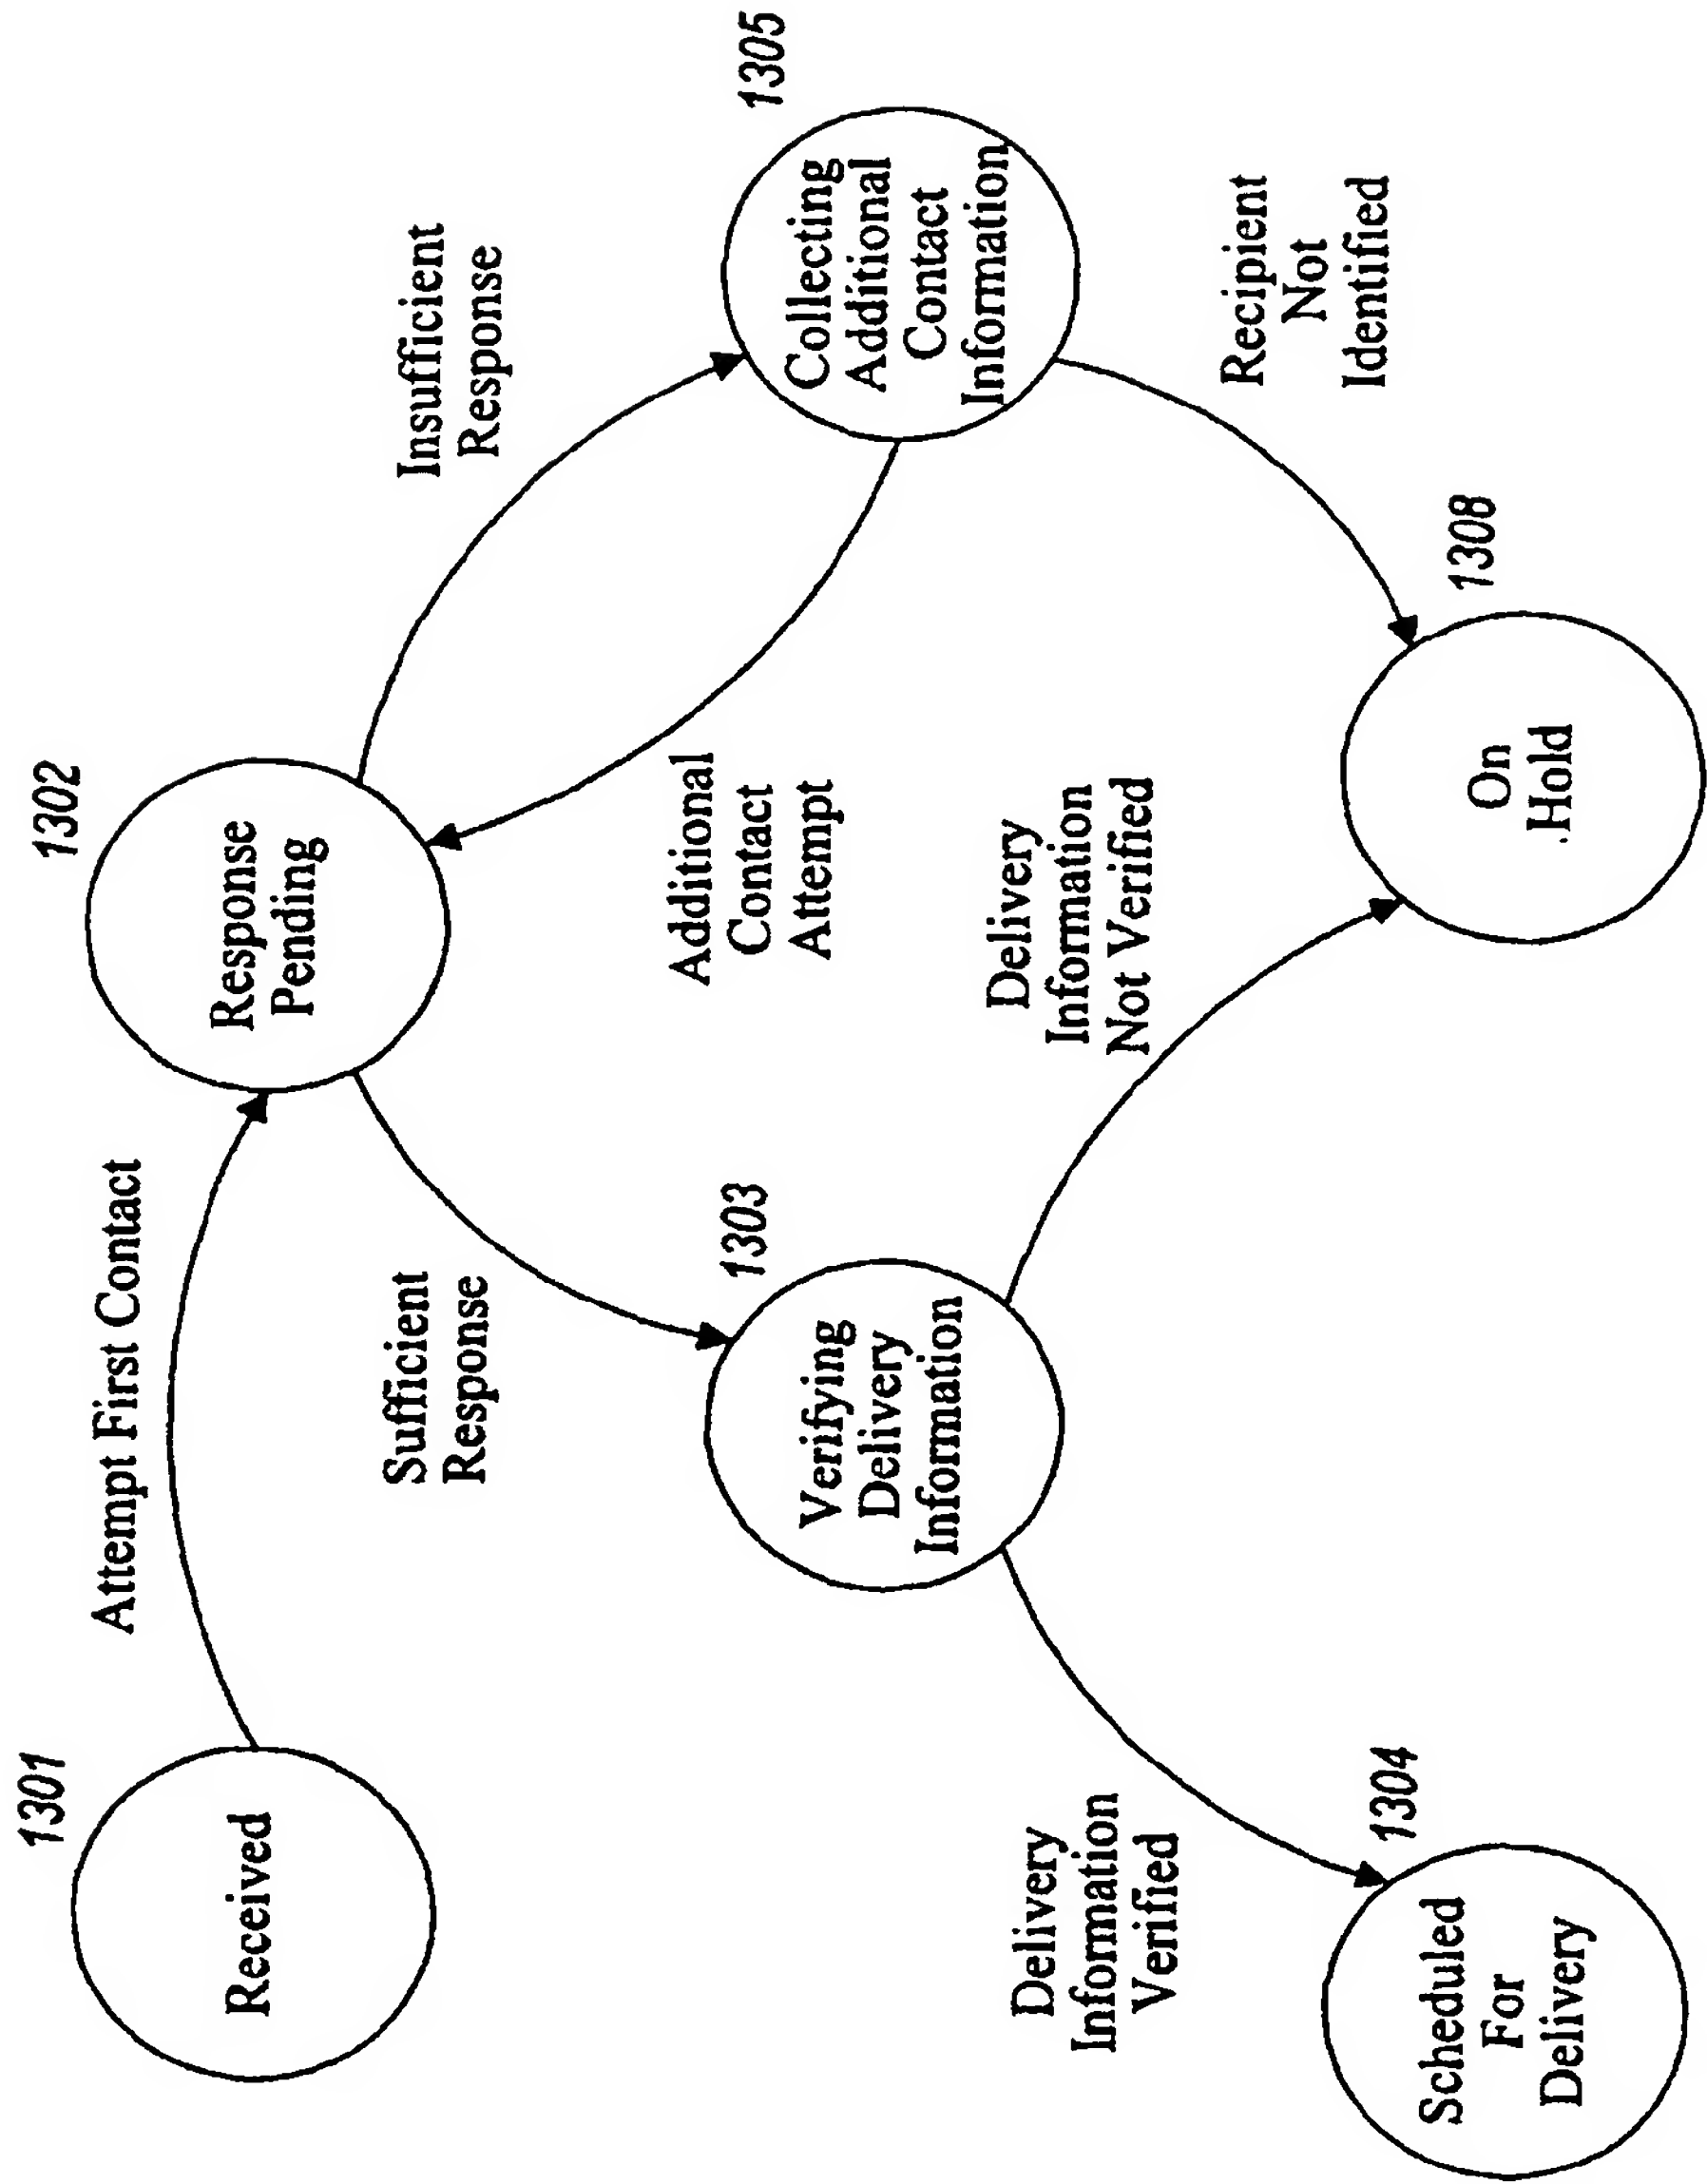 1301
Received
Attempt First Contact
1302
Response
Pending
Insufficient
Response
1305
Collecting
Additional
Contact
Information
Sufficient
Response
Additional
Contact
Attempt
1303
Verifying
Delivery
Information
Delivery
Information
Not Verified
Recipient
Not
Identified
Delivery
Information
Verified
1304
Scheduled
For
Delivery
1308
On
Hold